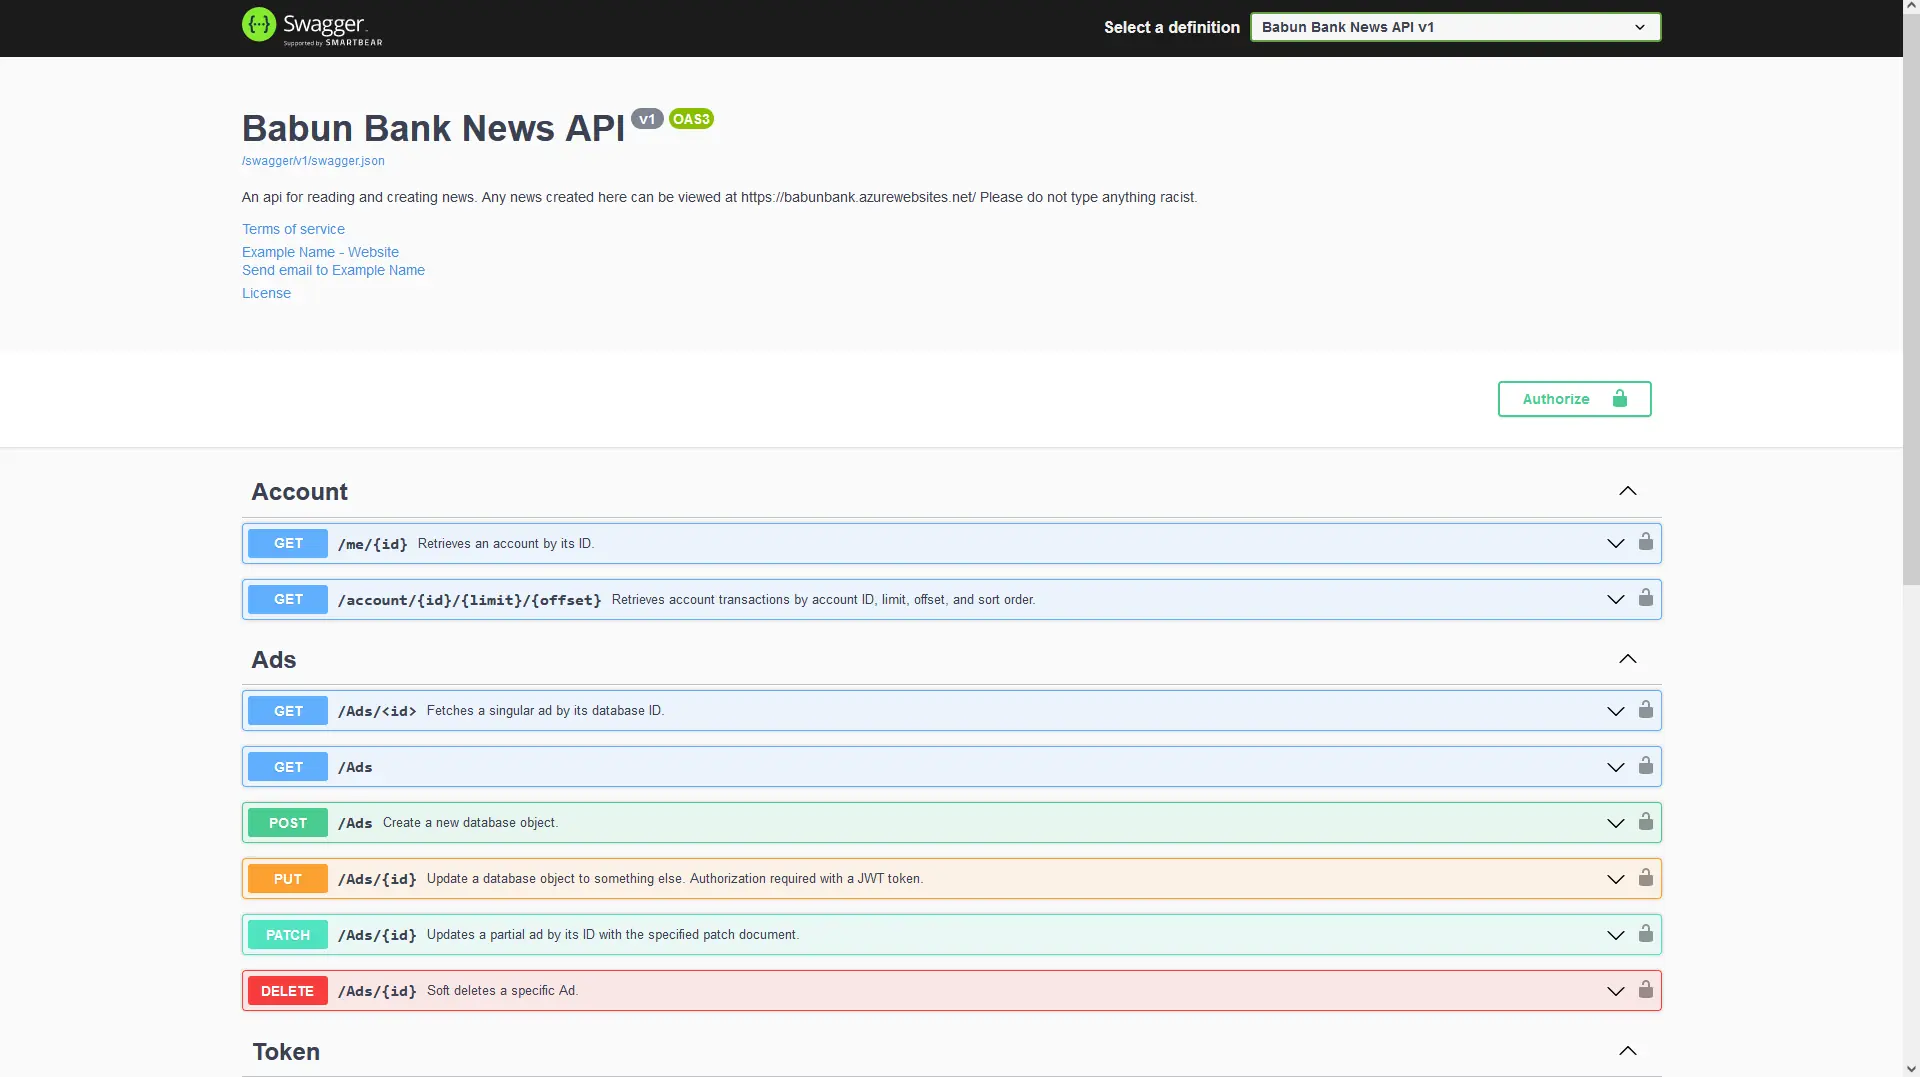 Swagger
Supported by SMARTBEAR
Select a definition
Babun Bank News API v1
Babun Bank News API v1 OAS3
/swagger/v1/swagger.json
An api for reading and creating news. Any news created here can be viewed at https://babunbank.azurewebsites.net/ Please do not type anything racist.
Terms of service
Example Name - Website
Send email to Example Name
License
Authorize
Account
GET /me/{id} Retrieves an account by its ID.
GET /account/{id}/{limit}/{offset} Retrieves account transactions by account ID, limit, offset, and sort order.
Ads
GET /Ads/<id> Fetches a singular ad by its database ID.
GET /Ads
POST /Ads Create a new database object.
PUT /Ads/{id} Update a database object to something else. Authorization required with a JWT token.
PATCH /Ads/{id} Updates a partial ad by its ID with the specified patch document.
DELETE /Ads/{id} Soft deletes a specific Ad.
Token